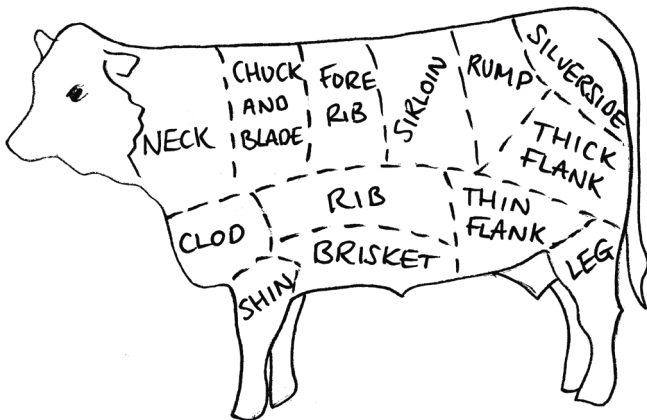 NECK
CHUCK
AND
BLADE
FORE
RIB
SIRLOIN
RUMP
SILVERSIDE
THICK
FLANK
CLOD
RIB
THIN
FLANK
BRISKET
SHIN
LEG